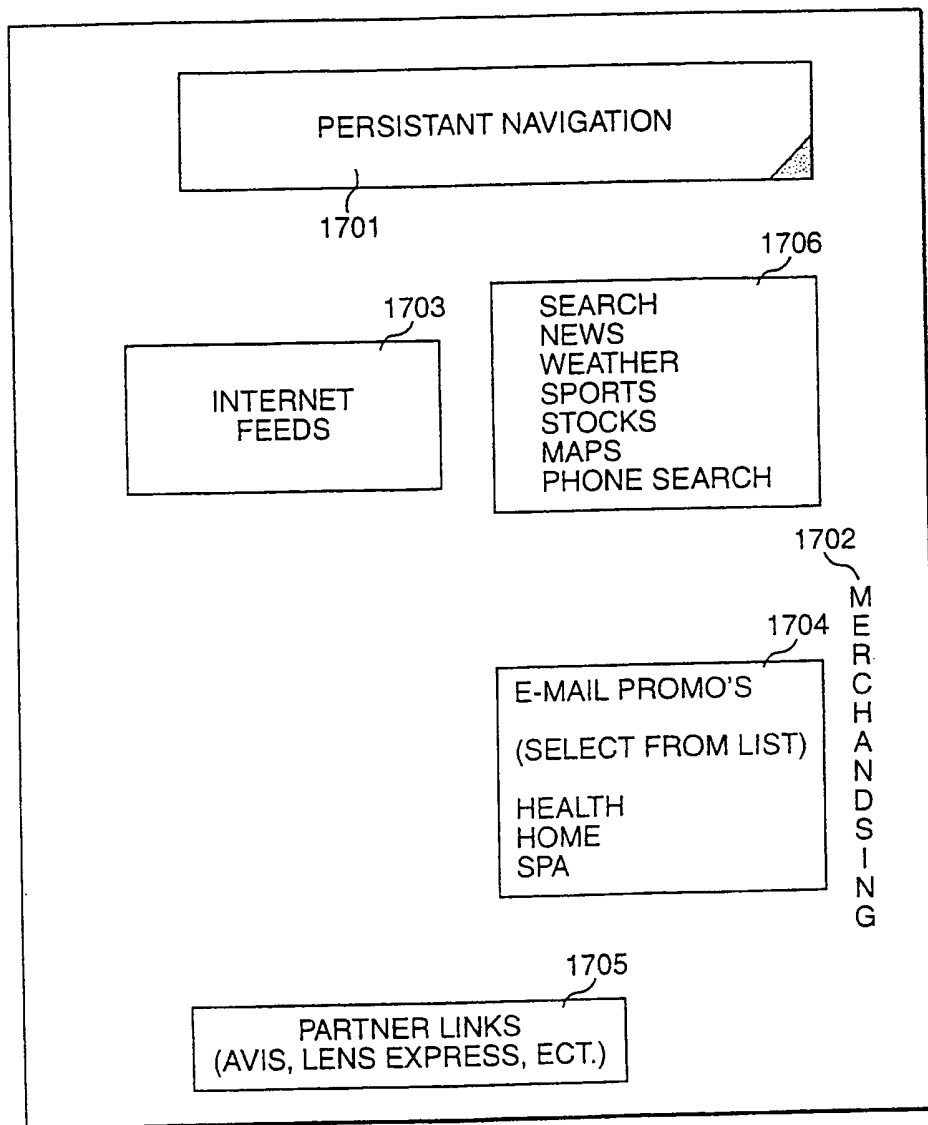 PERSISTANT NAVIGATION
1701
1706
SEARCH
NEWS
WEATHER
SPORTS
STOCKS
MAPS
PHONE SEARCH
1703
INTERNET
FEEDS
1702
MERCHANDSING
1704
E-MAIL PROMO'S
(SELECT FROM LIST)
HEALTH
HOME
SPA
1705
PARTNER LINKS
(AVIS, LENS EXPRESS, ECT.)